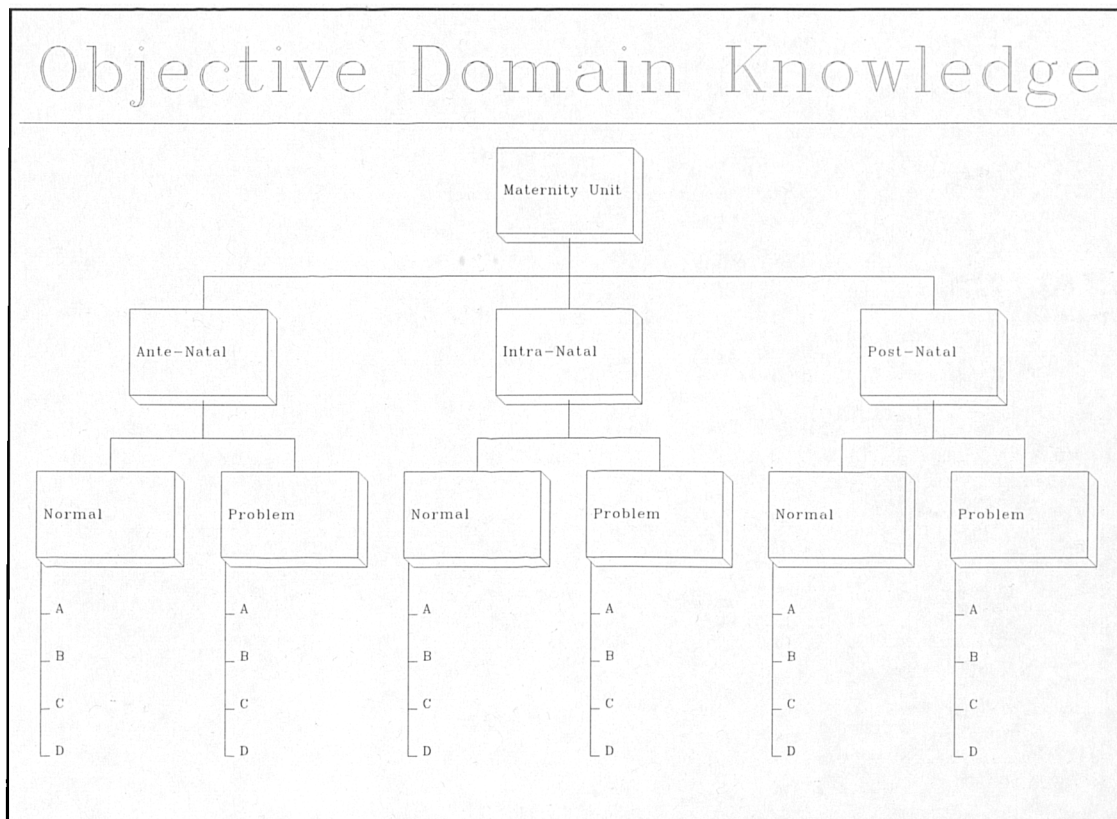 Objective Domain Knowledge
Maternity Unit
Ante-Natal
Intra-Natal
Post-Natal
Normal
Problem
Normal
Problem
Normal
Problem
A
A
A
A
A
A
B
B
B
B
B
B
C
C
C
C
C
C
D
D
D
D
D
D